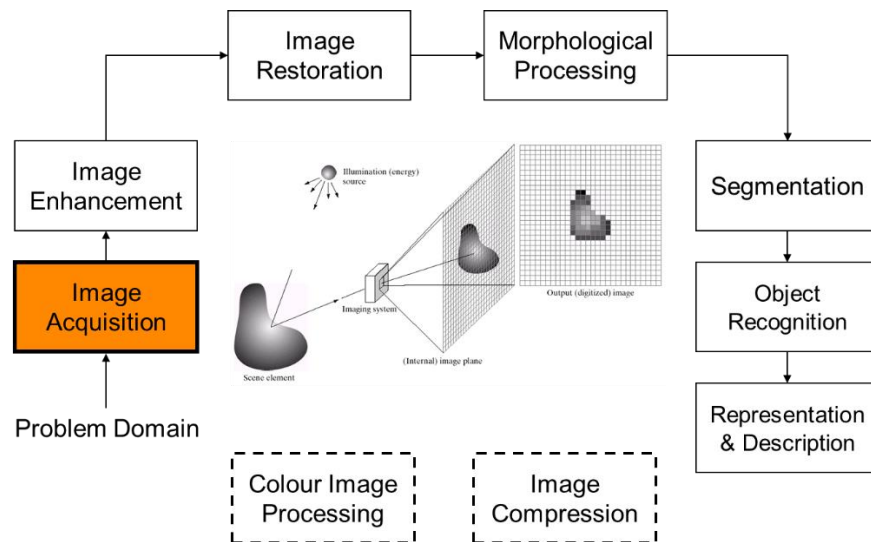 Image
Restoration
Morphological
Processing
Image
Enhancement
Illumination (energy)
source
Segmentation
Imaging system
Output (digitized) image
Image
Acquisition
Object
Recognition
(Internal) image plane
Scene element
Problem Domain
Representation
& Description
Colour Image
Processing
Image
Compression